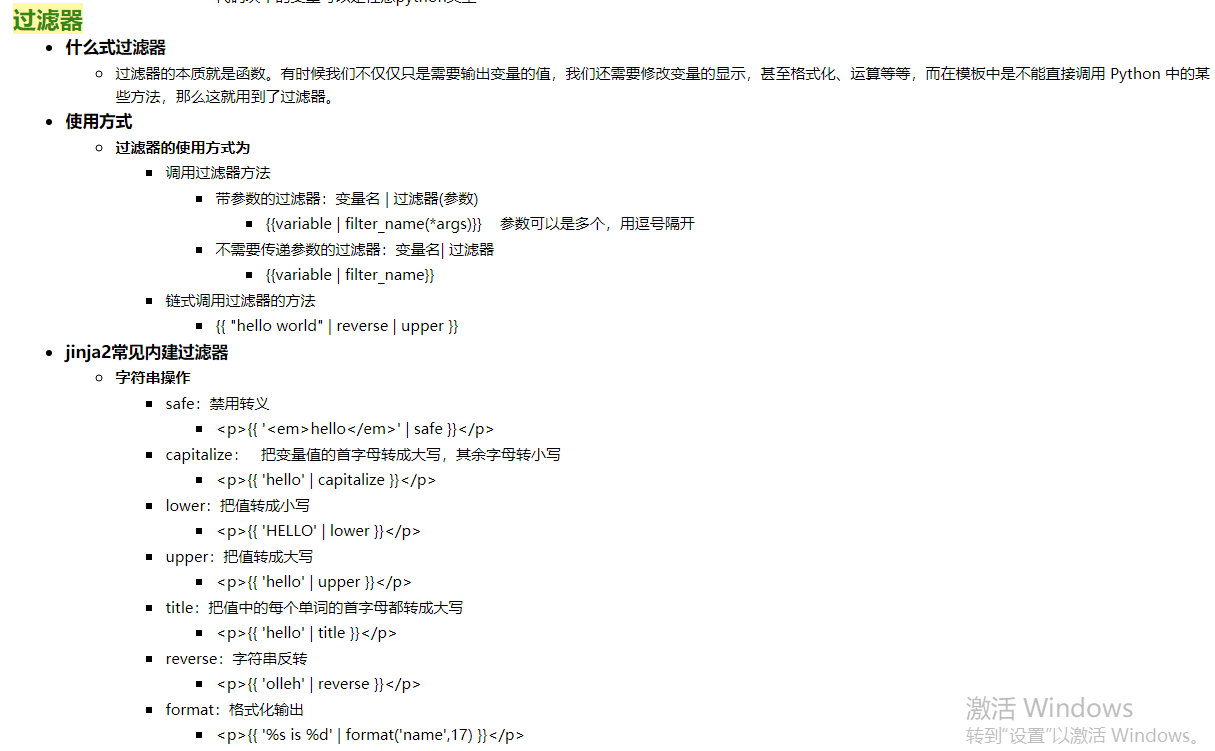 过滤器
什么式过滤器
过滤器的本质就是函数。有时候我们不仅仅只是需要输出变量的值，我们还需要修改变量的显示，甚至格式化、运算等等，而在模板中是不能直接调用 Python 中的某
些方法，那么这就用到了过滤器。
使用方式
过滤器的使用方式为
调用过滤器方法
带参数的过滤器：变量名 | 过滤器(参数)
{{variable | filter_name(*args)}}    参数可以是多个，用逗号隔开
不需要传递参数的过滤器：变量名| 过滤器
{{variable | filter_name}}
链式调用过滤器的方法
{{ "hello world" | reverse | upper }}
jinja2常见内建过滤器
字符串操作
safe：禁用转义
<p>{{ '<em>hello</em>' | safe }}</p>
capitalize：   把变量值的首字母转成大写，其余字母转小写
<p>{{ 'hello' | capitalize }}</p>
lower：把值转成小写
<p>{{ 'HELLO' | lower }}</p>
upper：把值转成大写
<p>{{ 'hello' | upper }}</p>
title：把值中的每个单词的首字母都转成大写
<p>{{ 'hello' | title }}</p>
reverse：字符串反转
<p>{{ 'olleh' | reverse }}</p>
format：格式化输出
<p>{{ '%s is %d' | format('name',17) }}</p>
激活 Windows
转到“设置”以激活 Windows。